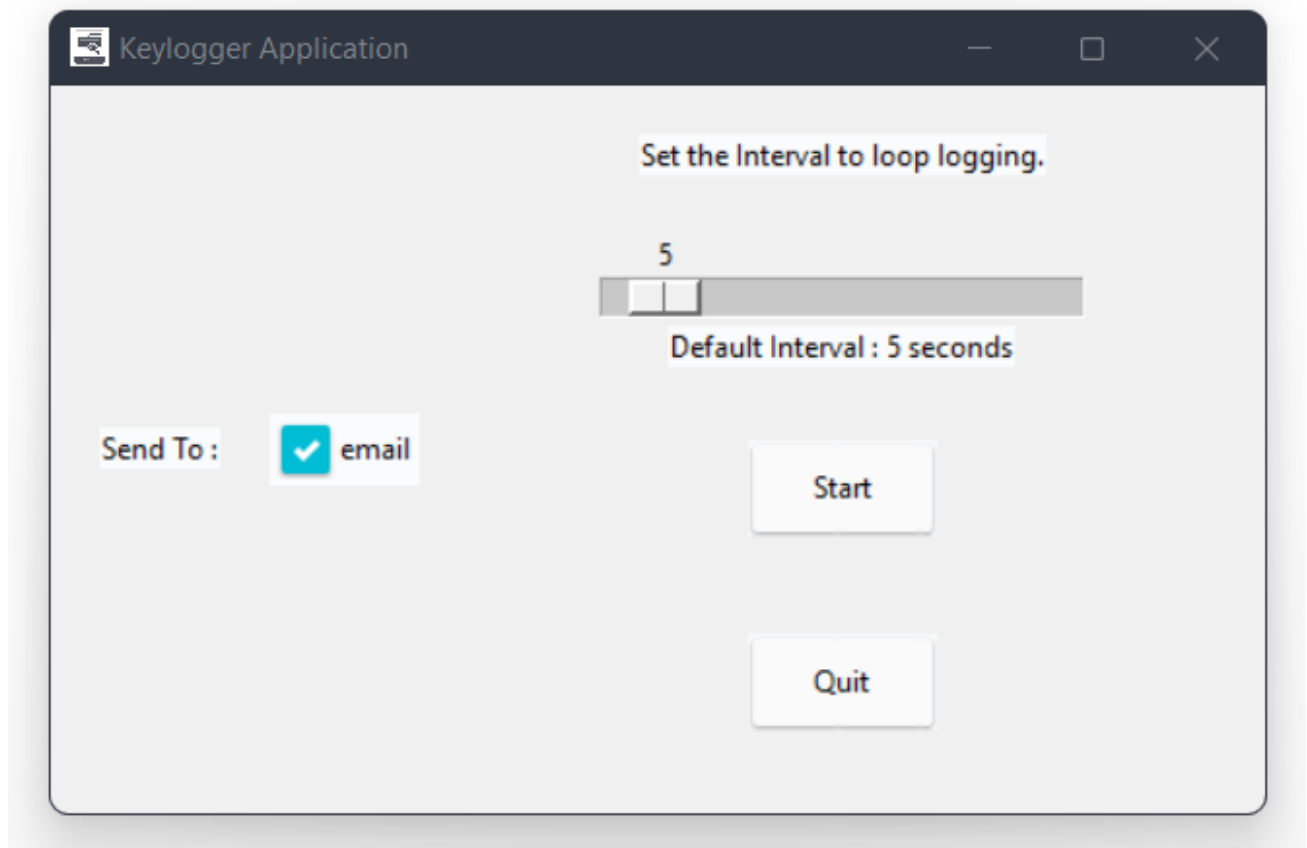 Keylogger Application
Set the Interval to loop logging.
5
Default Interval : 5 seconds
Send To : email
Start
Quit